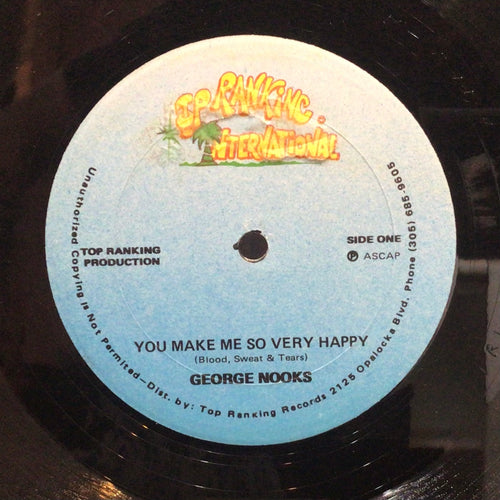 TOP RANKING
INTERNATIONAL
TOP RANKING
PRODUCTION
SIDE ONE
Ⓟ ASCAP
YOU MAKE ME SO VERY HAPPY
(Blood, Sweat & Tears)
GEORGE NOOKS
Unauthorized Copying Is Not Permited—Dist. by: Top Ranking Records 2125 Opalocka Blvd. Phone (305) 685-9605